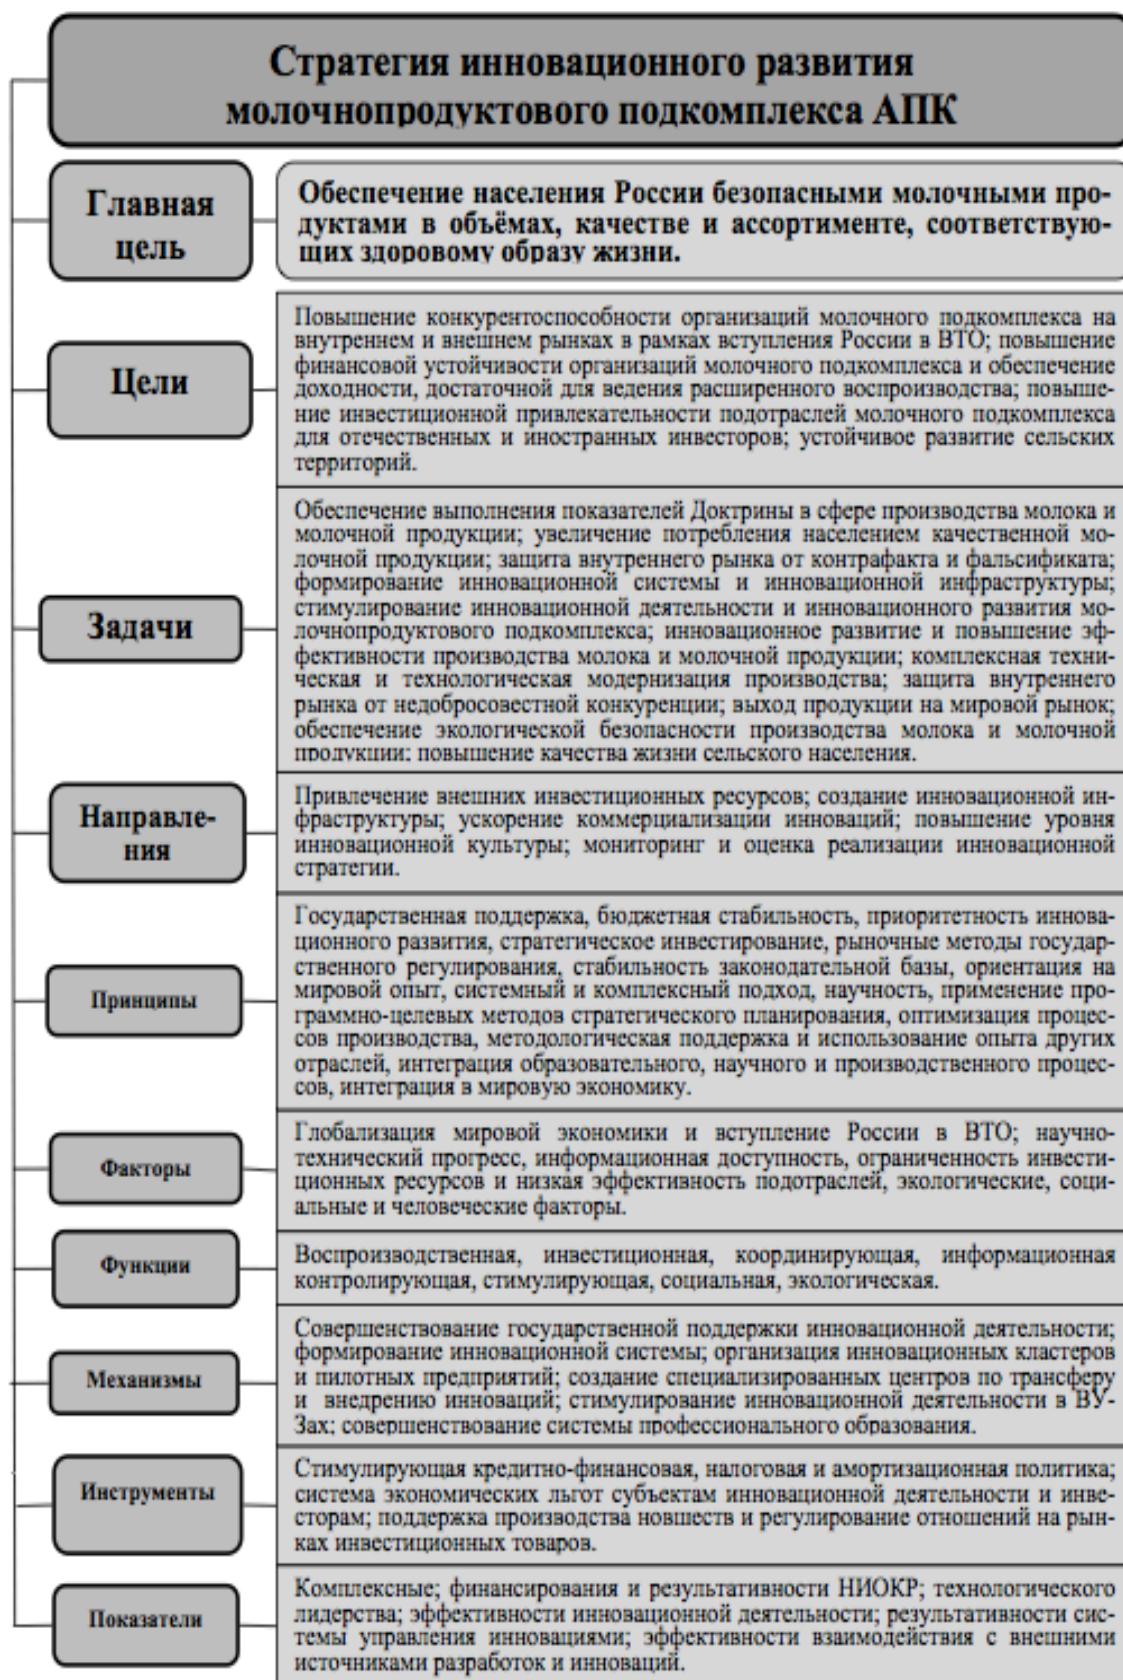 Стратегия инновационного развития
молочнопродуктового подкомплекса АПК
Главная
цель
Обеспечение населения России безопасными молочными про-
дуктами в объёмах, качестве и ассортименте, соответствую-
щих здоровому образу жизни.
Цели
Повышение конкурентоспособности организаций молочного подкомплекса на
внутреннем и внешнем рынках в рамках вступления России в ВТО; повышение
финансовой устойчивости организаций молочного подкомплекса и обеспечение
доходности, достаточной для ведения расширенного воспроизводства; повыше-
ние инвестиционной привлекательности подотраслей молочного подкомплекса
для отечественных и иностранных инвесторов; устойчивое развитие сельских
территорий.
Задачи
Обеспечение выполнения показателей Доктрины в сфере производства молока и
молочной продукции; увеличение потребления населением качественной мо-
лочной продукции; защита внутреннего рынка от контрафакта и фальсификата;
формирование инновационной системы и инновационной инфраструктуры;
стимулирование инновационной деятельности и инновационного развития мо-
лочнопродуктового подкомплекса; инновационное развитие и повышение эф-
фективности производства молока и молочной продукции; комплексная техни-
ческая и технологическая модернизация производства; защита внутреннего
рынка от недобросовестной конкуренции; выход продукции на мировой рынок;
обеспечение экологической безопасности производства молока и молочной
продукции; повышение качества жизни сельского населения.
Направле-
ния
Привлечение внешних инвестиционных ресурсов; создание инновационной ин-
фраструктуры; ускорение коммерциализации инноваций; повышение уровня
инновационной культуры; мониторинг и оценка реализации инновационной
стратегии.
Принципы
Государственная поддержка, бюджетная стабильность, приоритетность иннова-
ционного развития, стратегическое инвестирование, рыночные методы государ-
ственного регулирования, стабильность законодательной базы, ориентация на
мировой опыт, системный и комплексный подход, научность, применение про-
граммно-целевых методов стратегического планирования, оптимизация процес-
сов производства, методологическая поддержка и использование опыта других
отраслей, интеграция образовательного, научного и производственного процес-
сов, интеграция в мировую экономику.
Факторы
Глобализация мировой экономики и вступление России в ВТО; научно-
технический прогресс, информационная доступность, ограниченность инвести-
ционных ресурсов и низкая эффективность подотраслей, экологические, соци-
альные и человеческие факторы.
Функции
Воспроизводственная, инвестиционная, координирующая, информационная
контролирующая, стимулирующая, социальная, экологическая.
Механизмы
Совершенствование государственной поддержки инновационной деятельности;
формирование инновационной системы; организация инновационных кластеров
и пилотных предприятий; создание специализированных центров по трансферу
и внедрению инноваций; стимулирование инновационной деятельности в ВУ-
Зах; совершенствование системы профессионального образования.
Инструменты
Стимулирующая кредитно-финансовая, налоговая и амортизационная политика;
система экономических льгот субъектам инновационной деятельности и инве-
сторам; поддержка производства новшеств и регулирование отношений на рын-
ках инвестиционных товаров.
Показатели
Комплексные; финансирования и результативности НИОКР; технологического
лидерства; эффективности инновационной деятельности; результативности сис-
темы управления инновациями; эффективности взаимодействия с внешними
источниками разработок и инноваций.